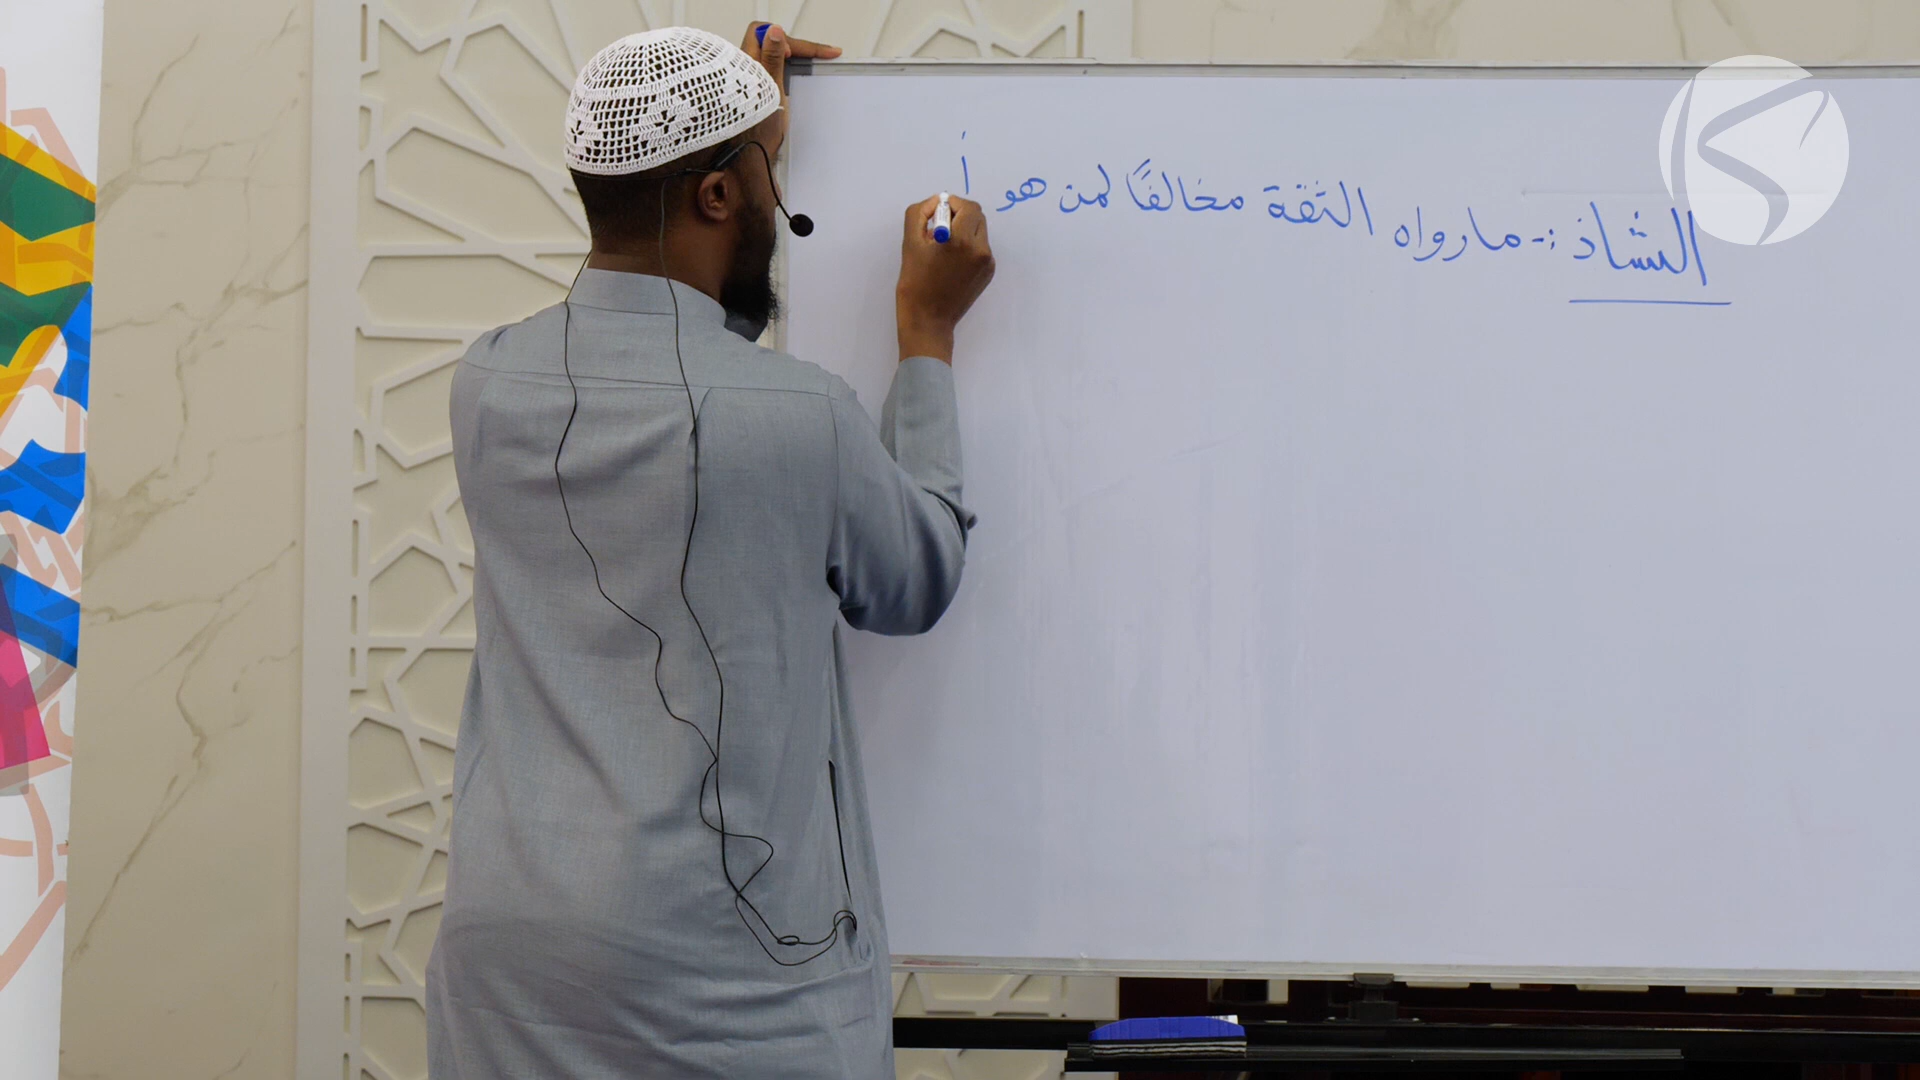 الشاذ :- ما رواه الثقة مخالفًا لمن هو أ